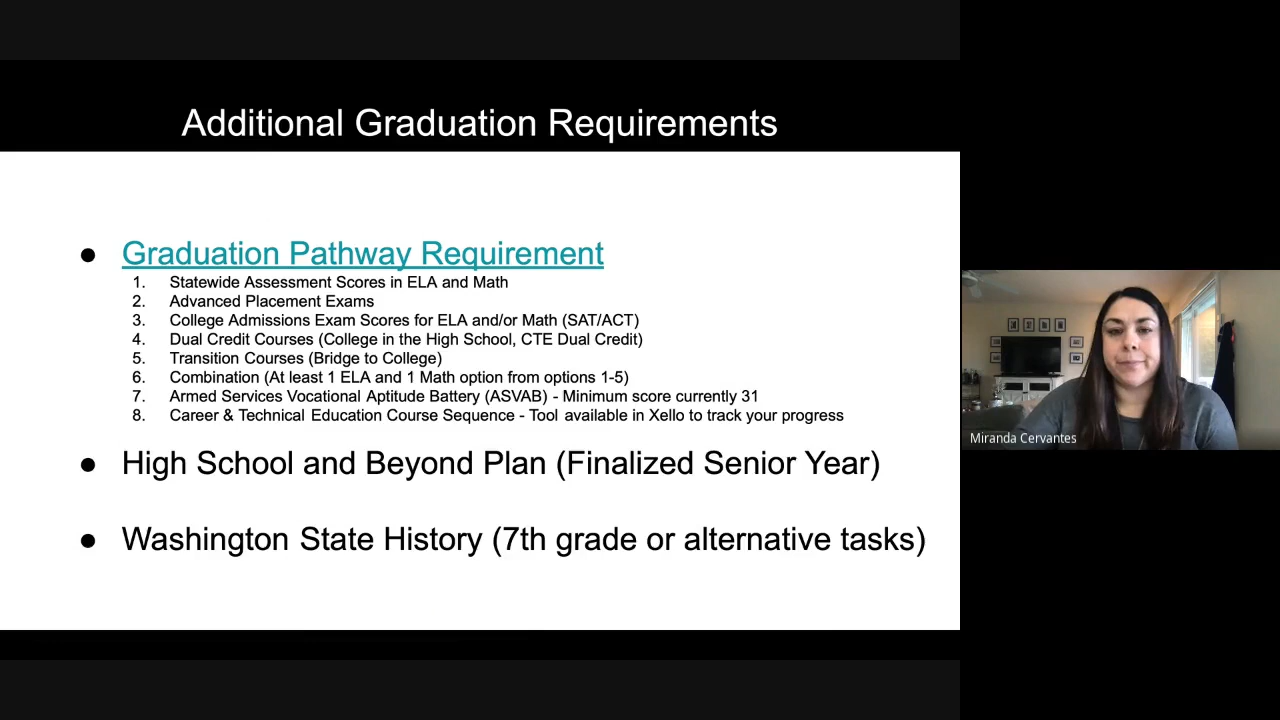 Additional Graduation Requirements
● Graduation Pathway Requirement
1. Statewide Assessment Scores in ELA and Math
2. Advanced Placement Exams
3. College Admissions Exam Scores for ELA and/or Math (SAT/ACT)
4. Dual Credit Courses (College in the High School, CTE Dual Credit)
5. Transition Courses (Bridge to College)
6. Combination (At least 1 ELA and 1 Math option from options 1-5)
7. Armed Services Vocational Aptitude Battery (ASVAB) - Minimum score currently 31
8. Career & Technical Education Course Sequence - Tool available in Xello to track your progress
● High School and Beyond Plan (Finalized Senior Year)
● Washington State History (7th grade or alternative tasks)
Miranda Cervantes